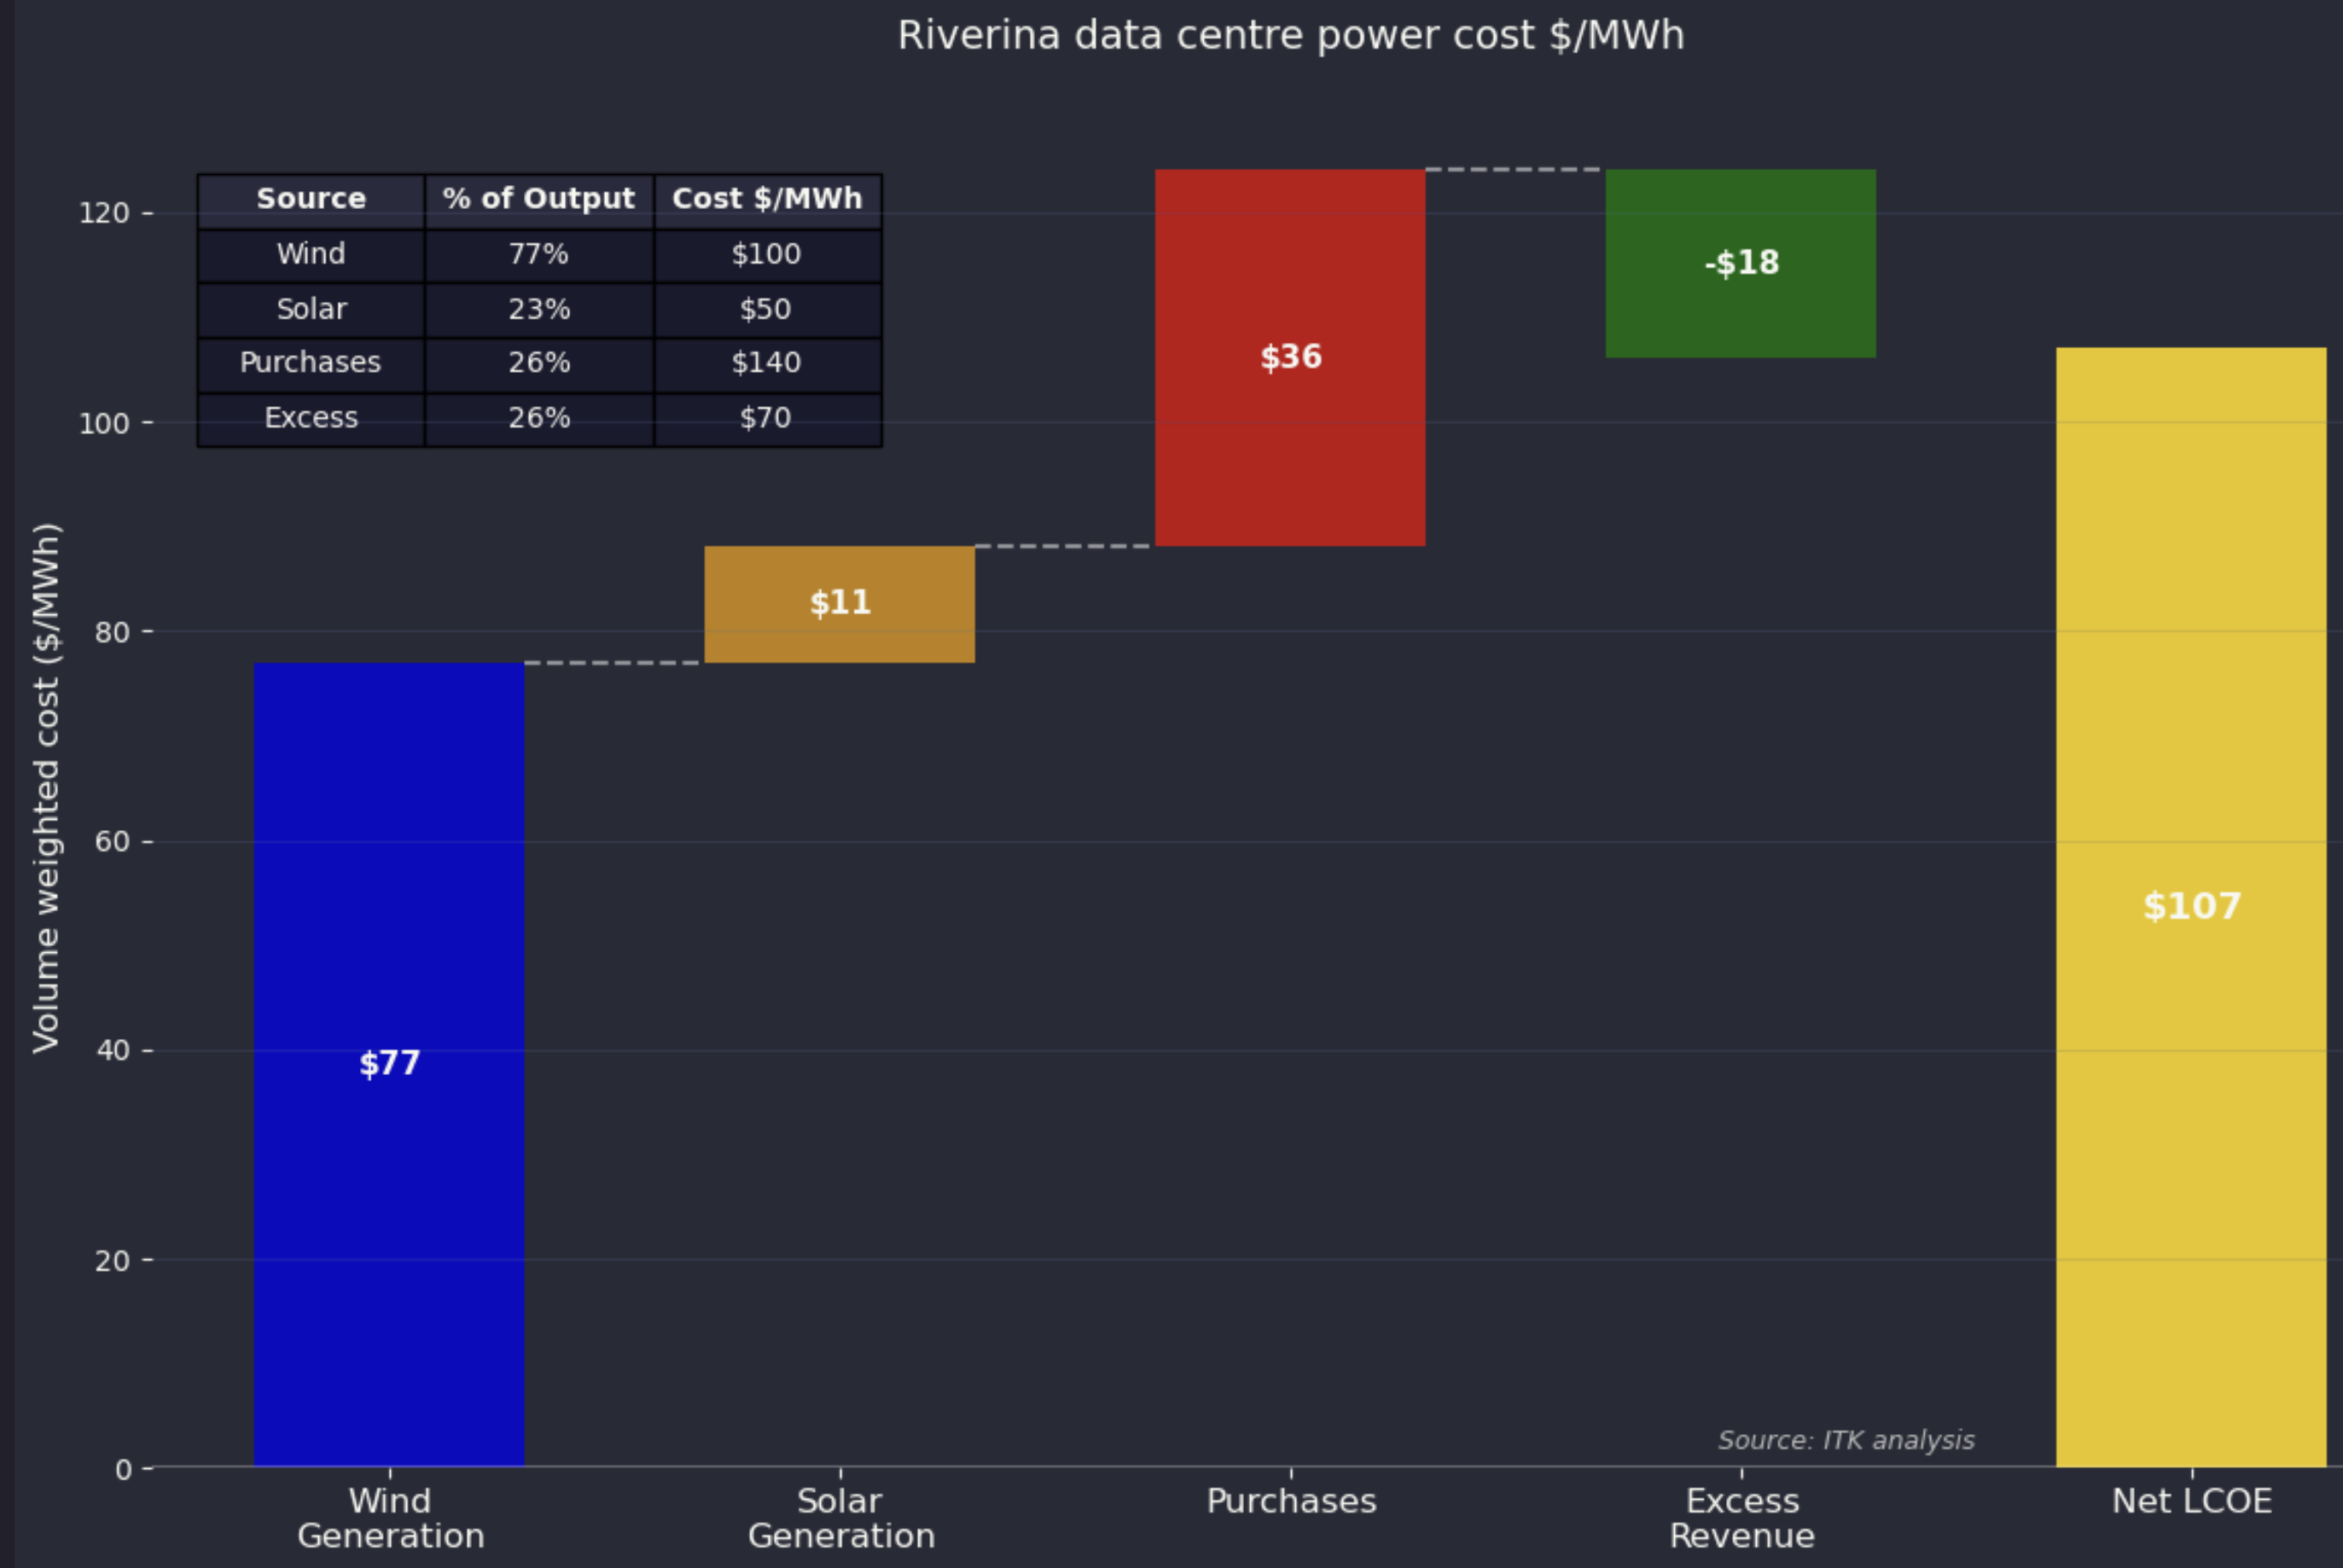 Riverina data centre power cost $/MWh
Source % of Output Cost $/MWh
Wind 77% $100
Solar 23% $50
Purchases 26% $140
Excess 26% $70
Volume weighted cost ($/MWh)
120
100
80
60
40
20
0
$77
$11
$36
-$18
$107
Source: ITK analysis
Wind
Generation
Solar
Generation
Purchases
Excess
Revenue
Net LCOE